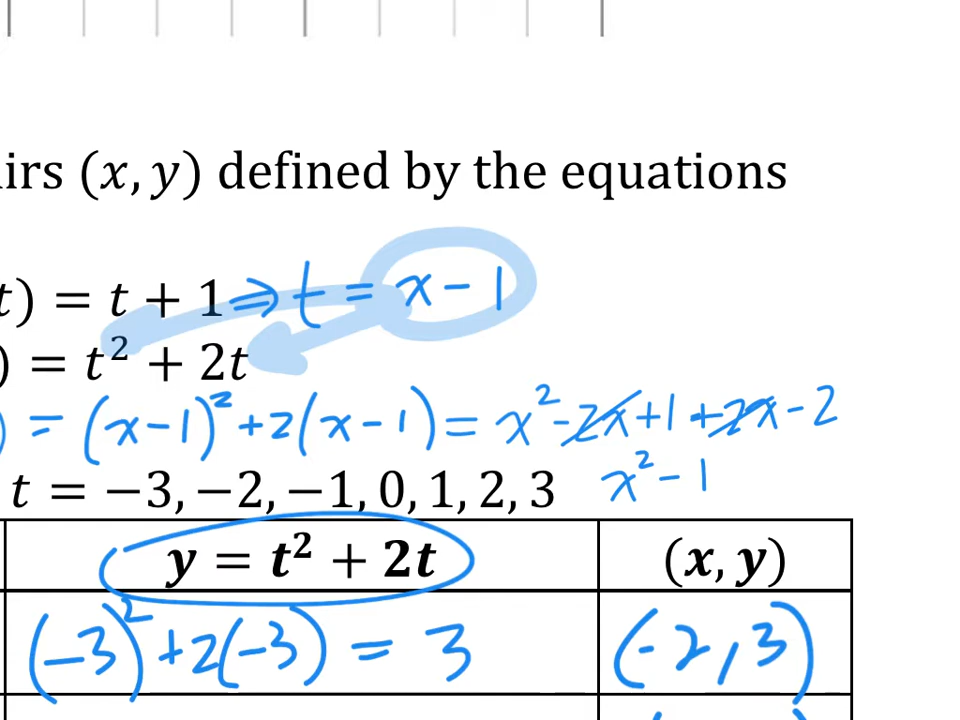 irs (x, y) defined by the equations
t) = t + 1 ⇒ t = x − 1
) = t² + 2t
) = (x−1)² + 2(x−1) = x² − 2x + 1 + 2x − 2
t = −3, −2, −1, 0, 1, 2, 3 x² − 1
y = t² + 2t (x, y)
(−3)² + 2(−3) = 3 (−2, 3)